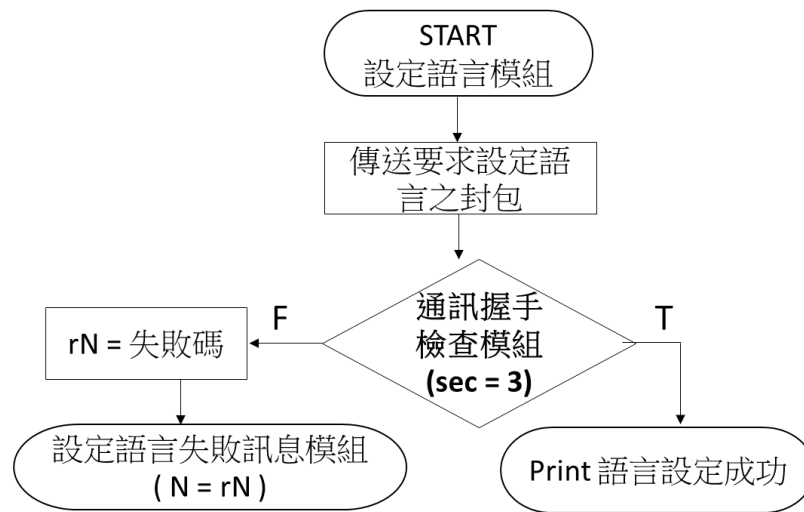 START
設定語言模組
傳送要求設定語
言之封包
通訊握手
檢查模組
(sec = 3)
F
T
rN = 失敗碼
設定語言失敗訊息模組
( N = rN )
Print 語言設定成功